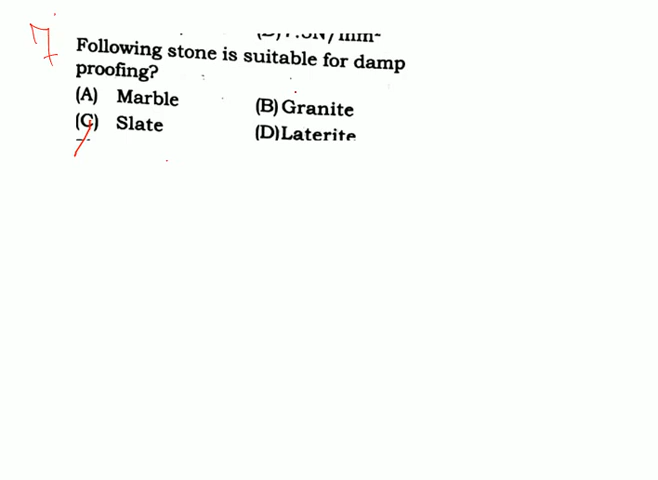 7
Following stone is suitable for damp
proofing?
(A) Marble
(B) Granite
(C) Slate
(D) Laterite